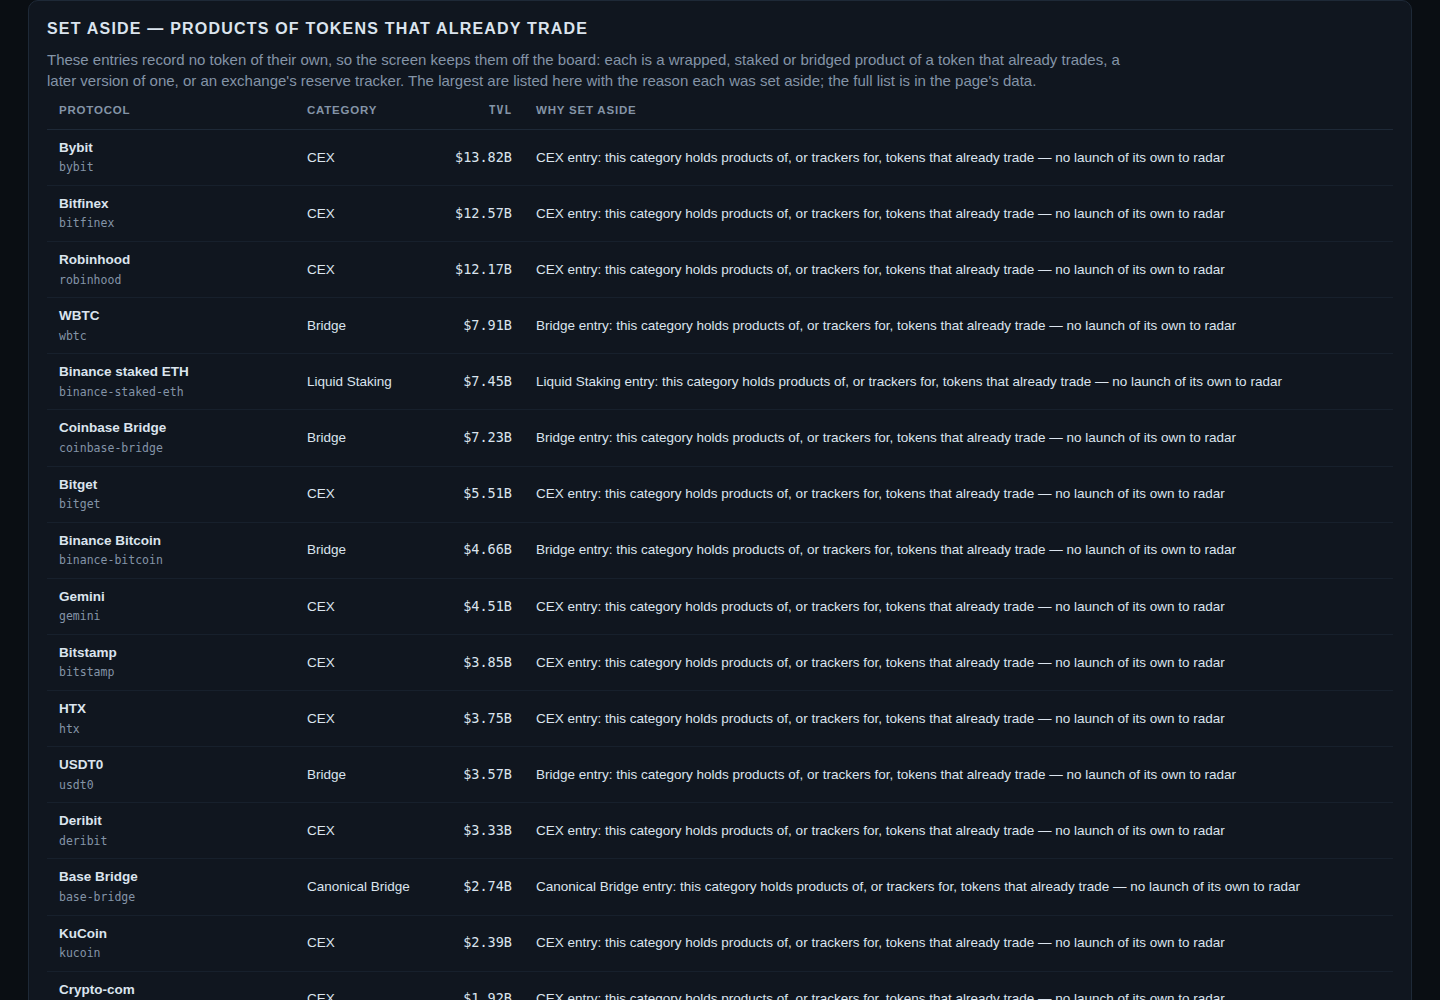 SET ASIDE — PRODUCTS OF TOKENS THAT ALREADY TRADE
These entries record no token of their own, so the screen keeps them off the board: each is a wrapped, staked or bridged product of a token that already trades, a
later version of one, or an exchange's reserve tracker. The largest are listed here with the reason each was set aside; the full list is in the page's data.
PROTOCOL CATEGORY TVL WHY SET ASIDE
Bybit
bybit
CEX $13.82B CEX entry: this category holds products of, or trackers for, tokens that already trade — no launch of its own to radar
Bitfinex
bitfinex
CEX $12.57B CEX entry: this category holds products of, or trackers for, tokens that already trade — no launch of its own to radar
Robinhood
robinhood
CEX $12.17B CEX entry: this category holds products of, or trackers for, tokens that already trade — no launch of its own to radar
WBTC
wbtc
Bridge $7.91B Bridge entry: this category holds products of, or trackers for, tokens that already trade — no launch of its own to radar
Binance staked ETH
binance-staked-eth
Liquid Staking $7.45B Liquid Staking entry: this category holds products of, or trackers for, tokens that already trade — no launch of its own to radar
Coinbase Bridge
coinbase-bridge
Bridge $7.23B Bridge entry: this category holds products of, or trackers for, tokens that already trade — no launch of its own to radar
Bitget
bitget
CEX $5.51B CEX entry: this category holds products of, or trackers for, tokens that already trade — no launch of its own to radar
Binance Bitcoin
binance-bitcoin
Bridge $4.66B Bridge entry: this category holds products of, or trackers for, tokens that already trade — no launch of its own to radar
Gemini
gemini
CEX $4.51B CEX entry: this category holds products of, or trackers for, tokens that already trade — no launch of its own to radar
Bitstamp
bitstamp
CEX $3.85B CEX entry: this category holds products of, or trackers for, tokens that already trade — no launch of its own to radar
HTX
htx
CEX $3.75B CEX entry: this category holds products of, or trackers for, tokens that already trade — no launch of its own to radar
USDT0
usdt0
Bridge $3.57B Bridge entry: this category holds products of, or trackers for, tokens that already trade — no launch of its own to radar
Deribit
deribit
CEX $3.33B CEX entry: this category holds products of, or trackers for, tokens that already trade — no launch of its own to radar
Base Bridge
base-bridge
Canonical Bridge $2.74B Canonical Bridge entry: this category holds products of, or trackers for, tokens that already trade — no launch of its own to radar
KuCoin
kucoin
CEX $2.39B CEX entry: this category holds products of, or trackers for, tokens that already trade — no launch of its own to radar
Crypto-com
CEX $1.92B CEX entry: this category holds products of, or trackers for, tokens that already trade — no launch of its own to radar